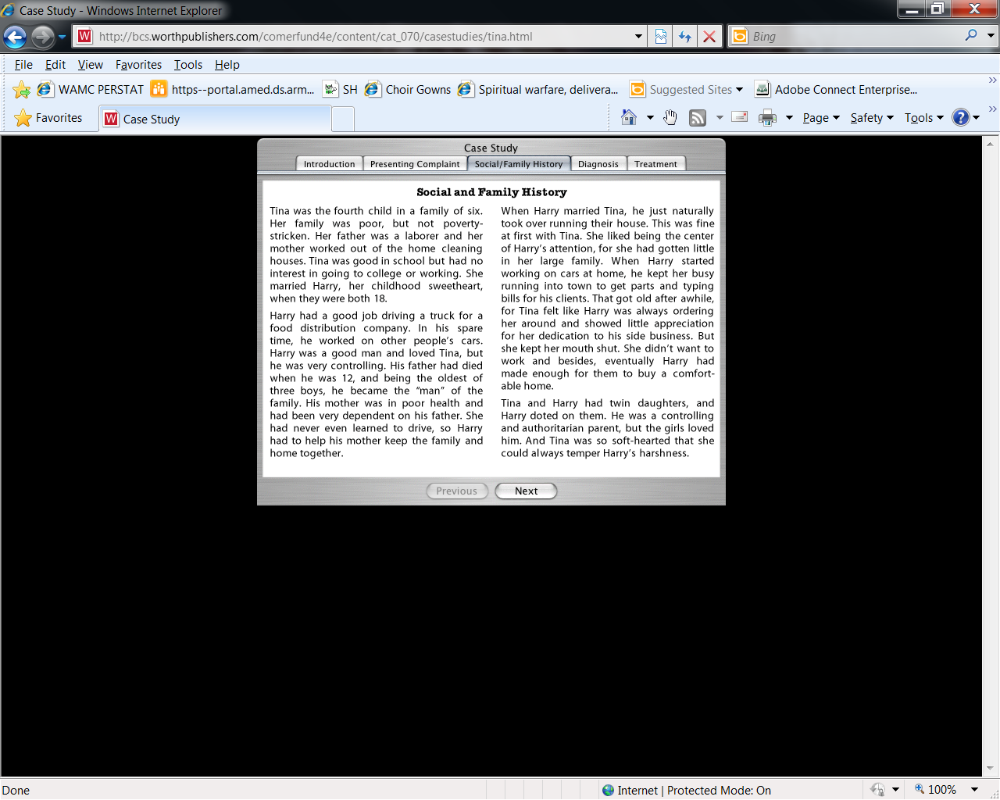 Case Study - Windows Internet Explorer
http://bcs.worthpublishers.com/comerfund4e/content/cat_070/casestudies/tina.html
Bing
File Edit View Favorites Tools Help
WAMC PERSTAT https--portal.amed.ds.arm... SH Choir Gowns Spiritual warfare, delivera... Suggested Sites Adobe Connect Enterprise...
Favorites Case Study Page Safety Tools
Case Study
Introduction Presenting Complaint Social/Family History Diagnosis Treatment
Social and Family History
Tina was the fourth child in a family of six.
Her family was poor, but not poverty-
stricken. Her father was a laborer and her
mother worked out of the home cleaning
houses. Tina was good in school but had no
interest in going to college or working. She
married Harry, her childhood sweetheart,
when they were both 18.
Harry had a good job driving a truck for a
food distribution company. In his spare
time, he worked on other people's cars.
Harry was a good man and loved Tina, but
he was very controlling. His father had died
when he was 12, and being the oldest of
three boys, he became the “man” of the
family. His mother was in poor health and
had been very dependent on his father. She
had never even learned to drive, so Harry
had to help his mother keep the family and
home together.
When Harry married Tina, he just naturally
took over running their house. This was fine
at first with Tina. She liked being the center
of Harry's attention, for she had gotten little
in her large family. When Harry started
working on cars at home, he kept her busy
running into town to get parts and typing
bills for his clients. That got old after awhile,
for Tina felt like Harry was always ordering
her around and showed little appreciation
for her dedication to his side business. But
she kept her mouth shut. She didn't want to
work and besides, eventually Harry had
made enough for them to buy a comfort-
able home.
Tina and Harry had twin daughters, and
Harry doted on them. He was a controlling
and authoritarian parent, but the girls loved
him. And Tina was so soft-hearted that she
could always temper Harry's harshness.
Previous Next
Done Internet | Protected Mode: On 100%